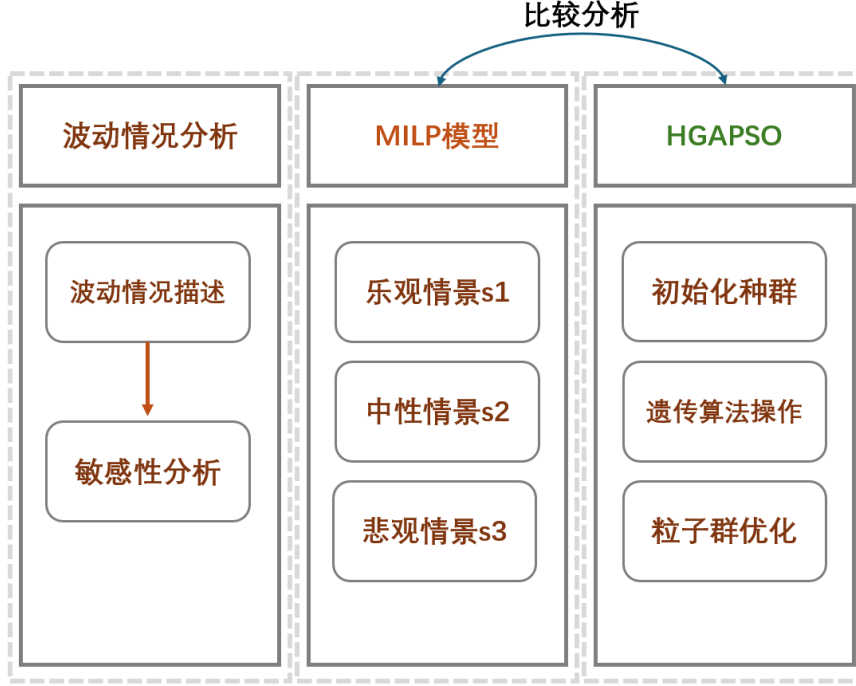 比较分析
波动情况分析
MILP模型
HGAPSO
波动情况描述
敏感性分析
乐观情景s1
中性情景s2
悲观情景s3
初始化种群
遗传算法操作
粒子群优化